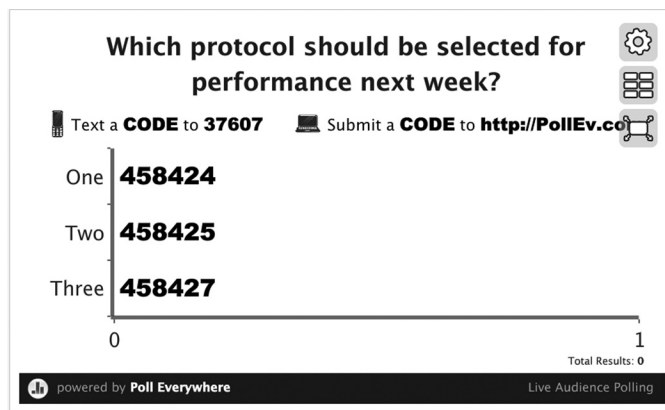 Which protocol should be selected for
performance next week?
Text a CODE to 37607 Submit a CODE to http://PollEv.co
One 458424
Two 458425
Three 458427
0 1
Total Results: 0
powered by Poll Everywhere Live Audience Polling